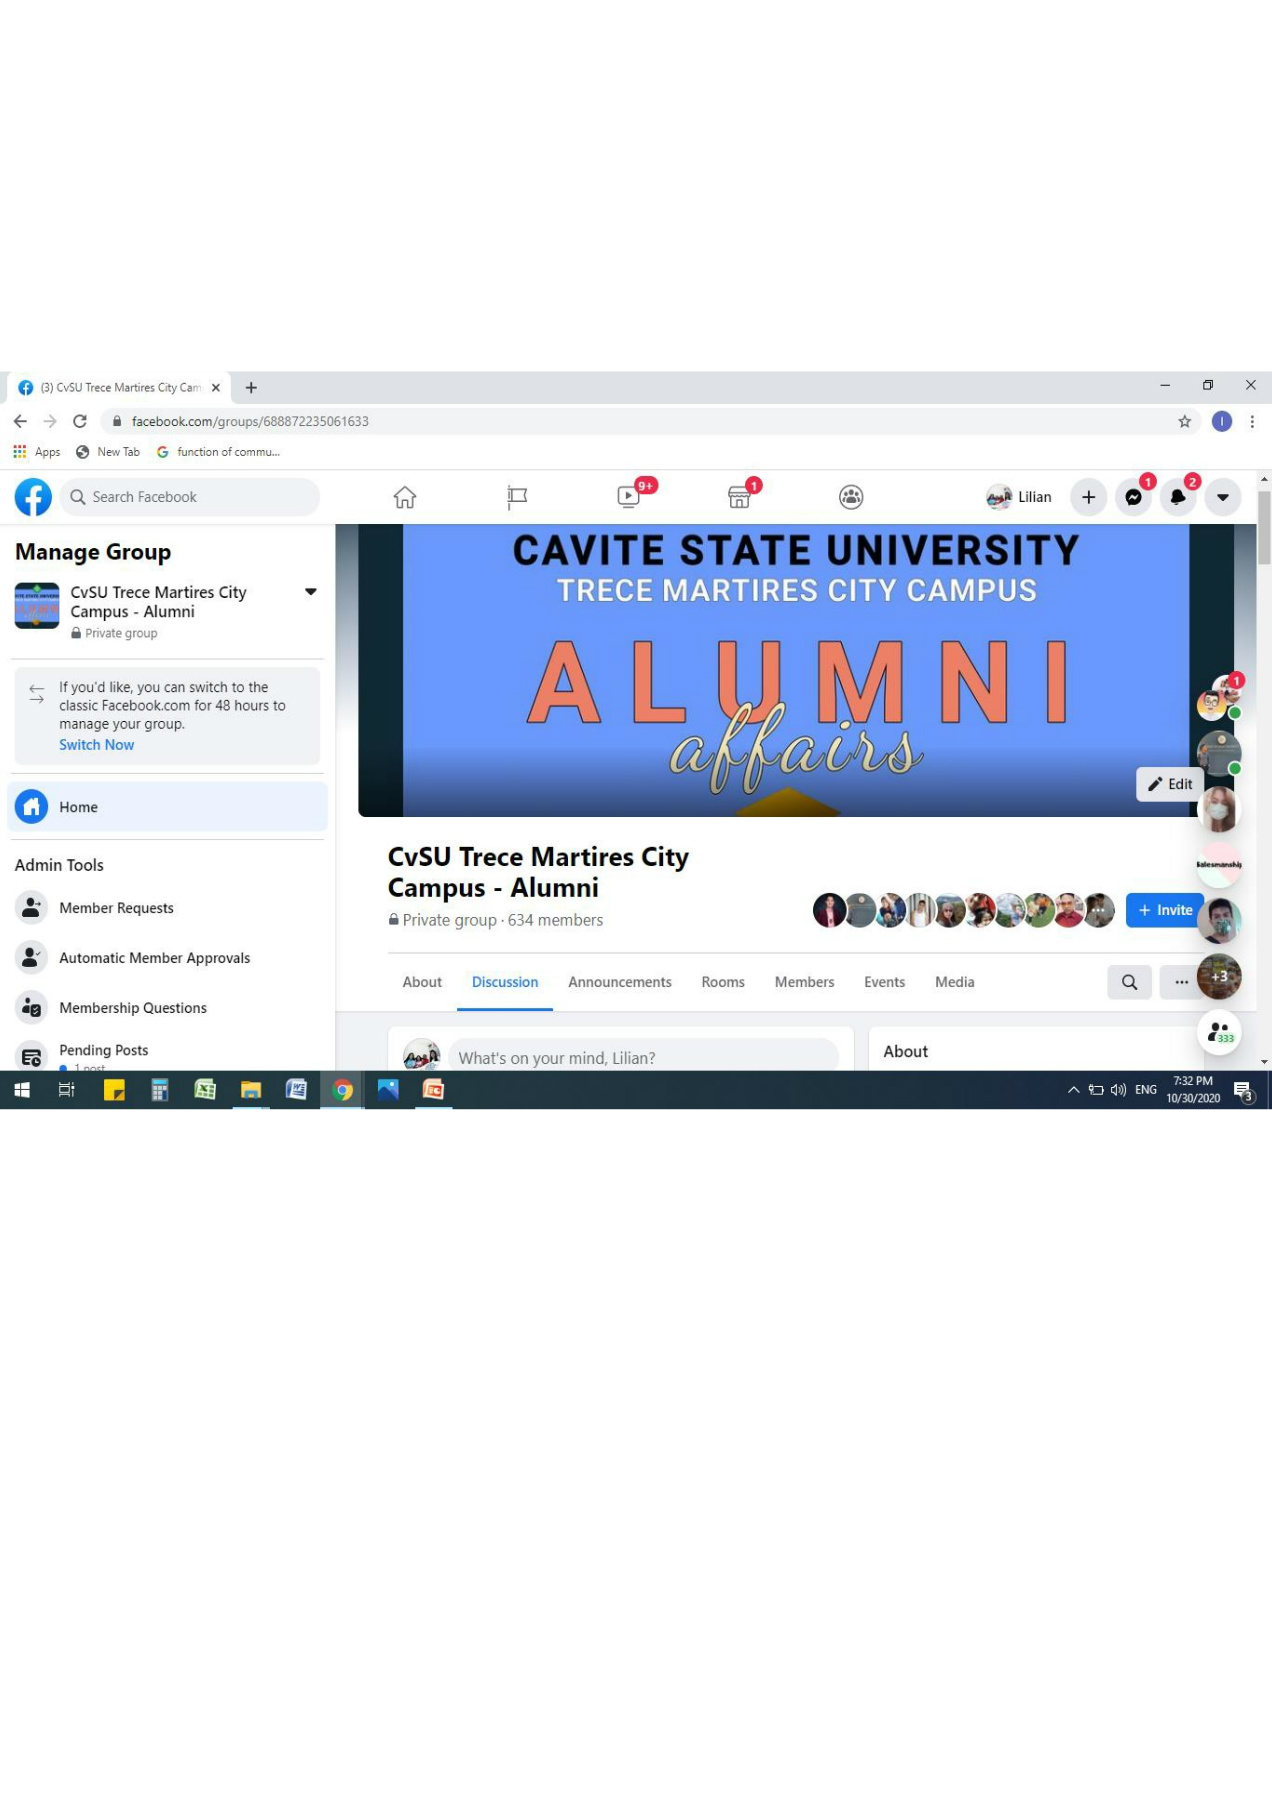 (3) CvSU Trece Martires City Cam
facebook.com/groups/688872235061633
Apps
New Tab
function of commu...
Search Facebook
9+
1
Lilian
1
2
Manage Group
CvSU Trece Martires City
Campus - Alumni
Private group
If you'd like, you can switch to the
classic Facebook.com for 48 hours to
manage your group.
Switch Now
Home
Admin Tools
Member Requests
Automatic Member Approvals
Membership Questions
Pending Posts
1 post
CAVITE STATE UNIVERSITY
TRECE MARTIRES CITY CAMPUS
ALUMNI
affairs
Edit
1
CvSU Trece Martires City
Campus - Alumni
Private group · 634 members
+ Invite
Salesmanship
+3
333
About
Discussion
Announcements
Rooms
Members
Events
Media
What's on your mind, Lilian?
About
ENG
7:32 PM
10/30/2020
3